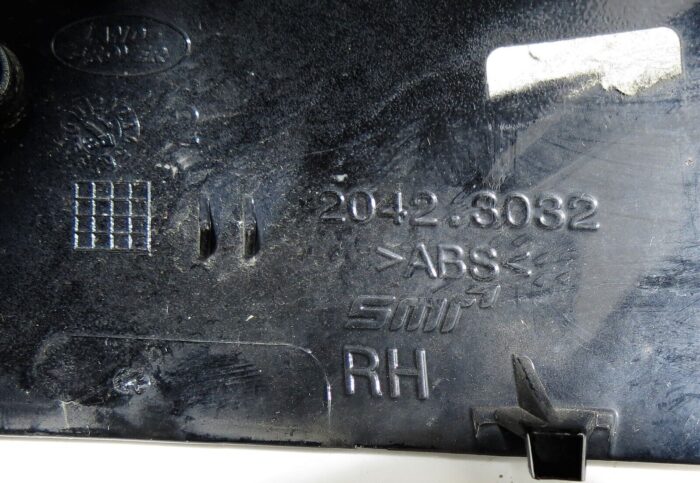 LAND
ROVER
2042.3032
>ABS<
SMR
RH